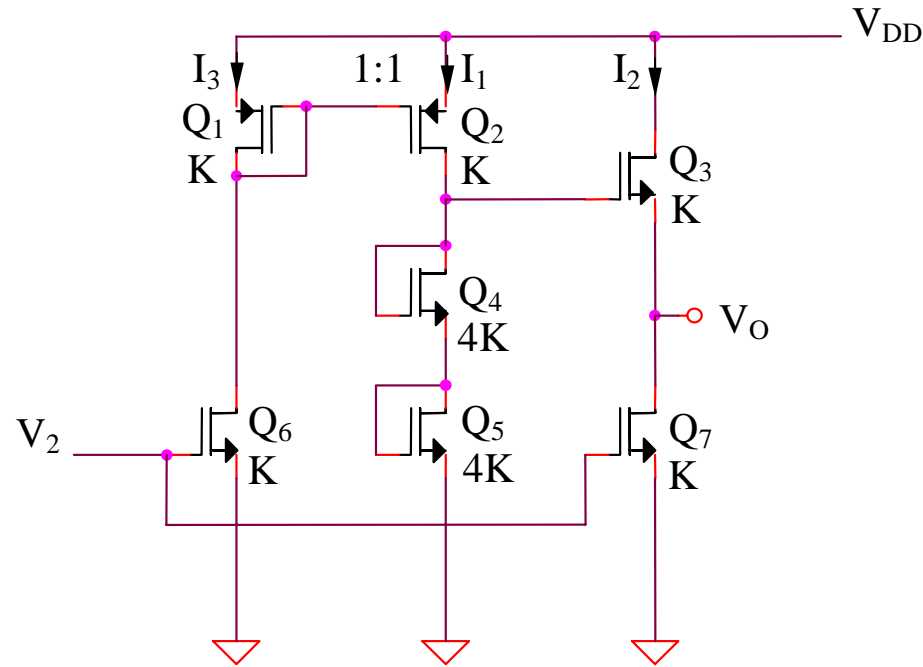 V_DD
I_3 1:1 I_1 I_2
Q_1 Q_2 Q_3
K K K
Q_4
4K
V_O
Q_6 Q_5 Q_7
V_2
K 4K K